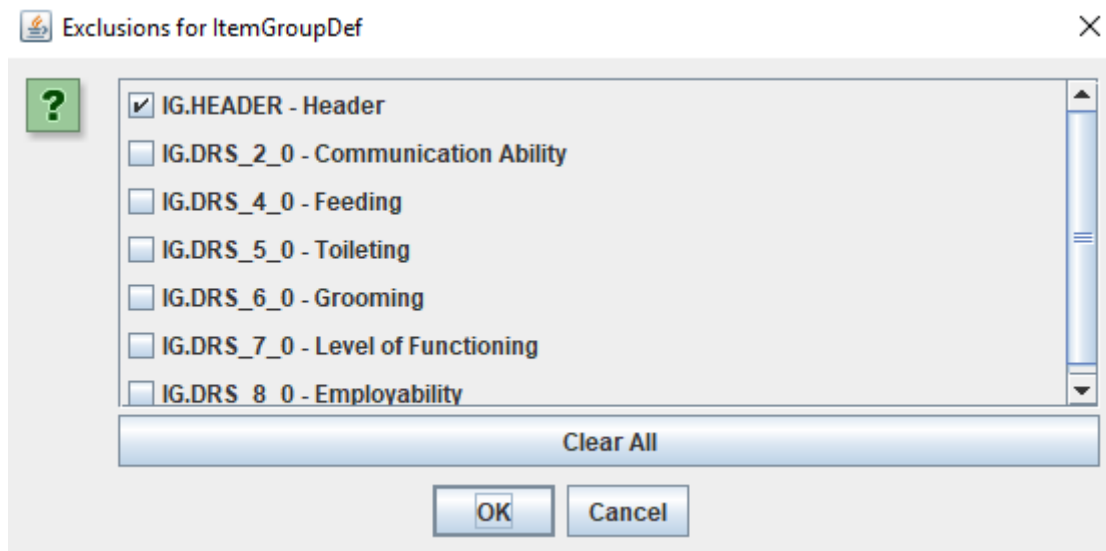 Exclusions for ItemGroupDef
IG.HEADER - Header
IG.DRS_2_0 - Communication Ability
IG.DRS_4_0 - Feeding
IG.DRS_5_0 - Toileting
IG.DRS_6_0 - Grooming
IG.DRS_7_0 - Level of Functioning
IG.DRS_8_0 - Employability
Clear All
OK Cancel